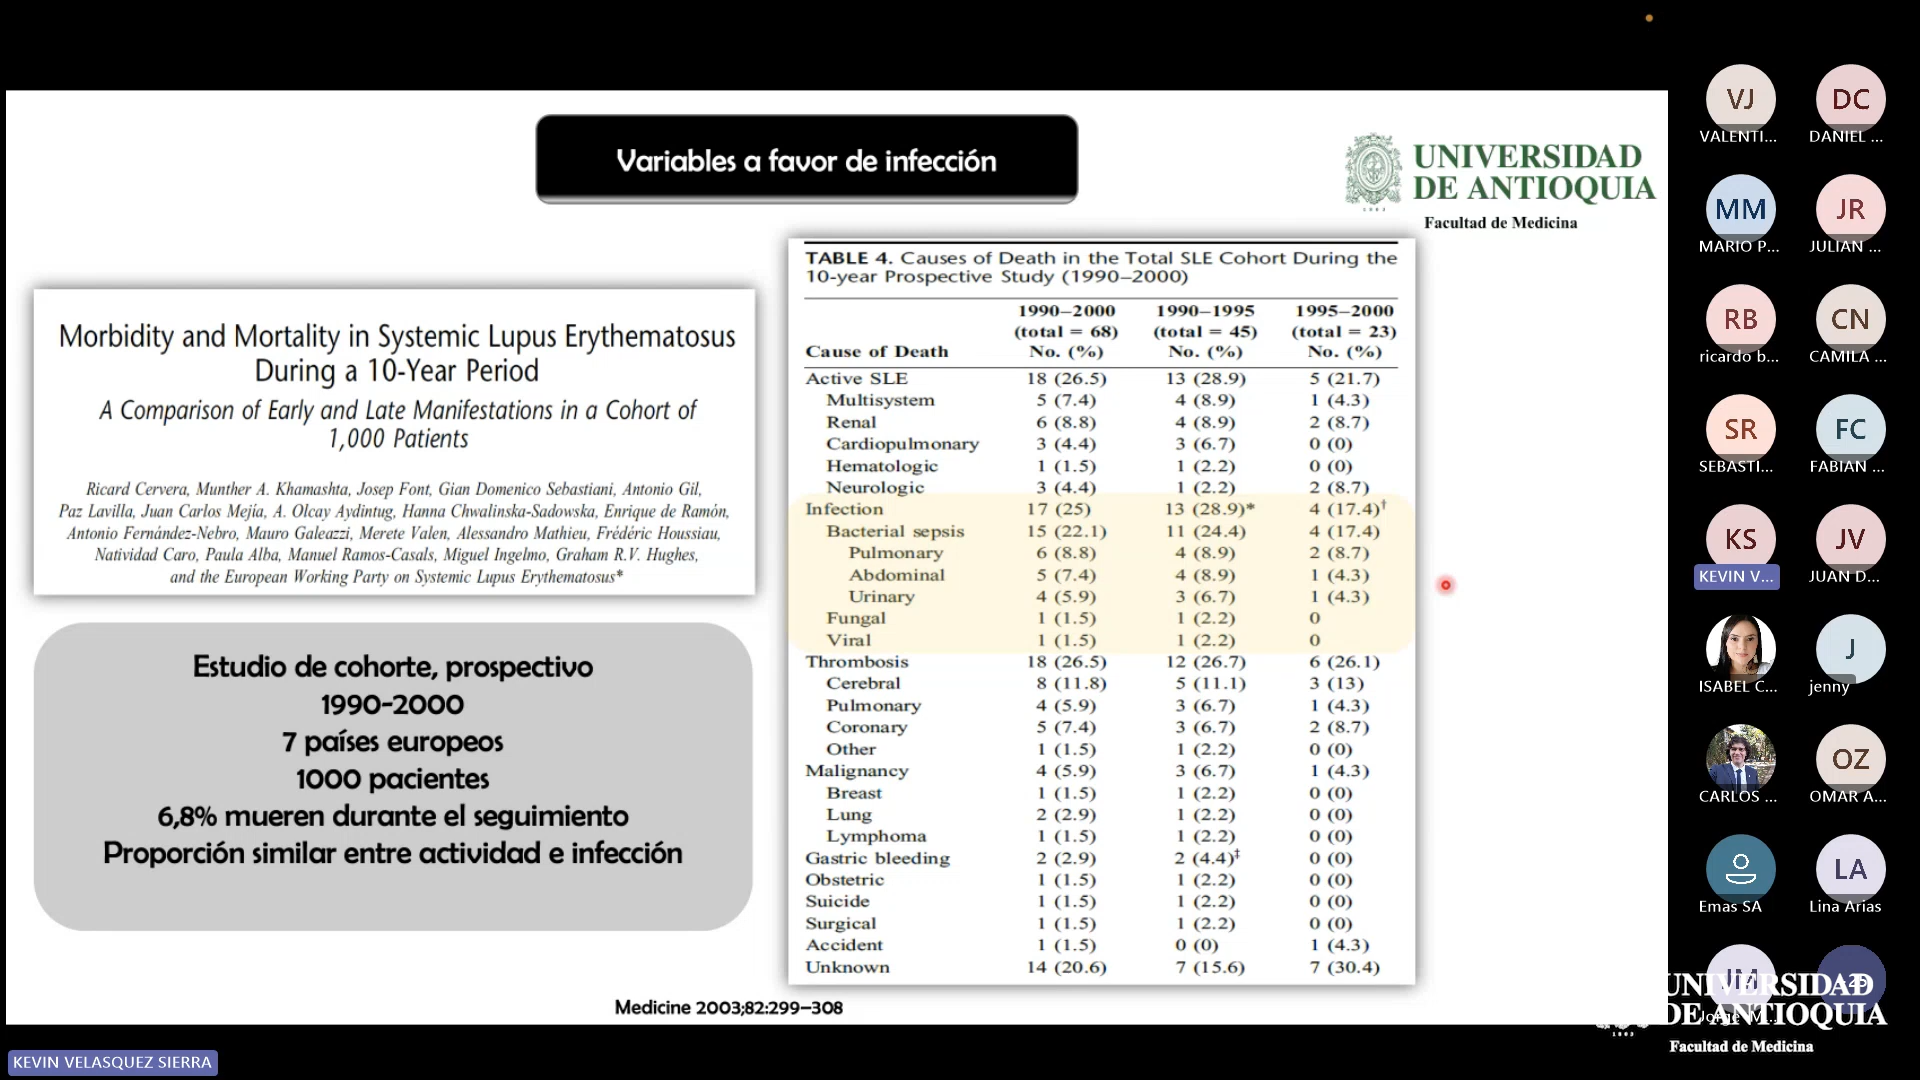 Variables a favor de infección
UNIVERSIDAD
DE ANTIOQUIA
1803
Facultad de Medicina
Morbidity and Mortality in Systemic Lupus Erythematosus
During a 10-Year Period
A Comparison of Early and Late Manifestations in a Cohort of
1,000 Patients
Ricard Cervera, Munther A. Khamashta, Josep Font, Gian Domenico Sebastiani, Antonio Gil,
Paz Lavilla, Juan Carlos Mejía, A. Olcay Aydintug, Hanna Chwalinska-Sadowska, Enrique de Ramón,
Antonio Fernández-Nebro, Mauro Galeazzi, Merete Valen, Alessandro Mathieu, Frédéric Houssiau,
Natividad Caro, Paula Alba, Manuel Ramos-Casals, Miguel Ingelmo, Graham R.V. Hughes,
and the European Working Party on Systemic Lupus Erythematosus*
Estudio de cohorte, prospectivo
1990-2000
7 países europeos
1000 pacientes
6,8% mueren durante el seguimiento
Proporción similar entre actividad e infección
TABLE 4. Causes of Death in the Total SLE Cohort During the
10-year Prospective Study (1990–2000)
1990–2000 1990–1995 1995–2000
(total = 68) (total = 45) (total = 23)
Cause of Death No. (%) No. (%) No. (%)
Active SLE 18 (26.5) 13 (28.9) 5 (21.7)
Multisystem 5 (7.4) 4 (8.9) 1 (4.3)
Renal 6 (8.8) 4 (8.9) 2 (8.7)
Cardiopulmonary 3 (4.4) 3 (6.7) 0 (0)
Hematologic 1 (1.5) 1 (2.2) 0 (0)
Neurologic 3 (4.4) 1 (2.2) 2 (8.7)
Infection 17 (25) 13 (28.9)* 4 (17.4)†
Bacterial sepsis 15 (22.1) 11 (24.4) 4 (17.4)
Pulmonary 6 (8.8) 4 (8.9) 2 (8.7)
Abdominal 5 (7.4) 4 (8.9) 1 (4.3)
Urinary 4 (5.9) 3 (6.7) 1 (4.3)
Fungal 1 (1.5) 1 (2.2) 0
Viral 1 (1.5) 1 (2.2) 0
Thrombosis 18 (26.5) 12 (26.7) 6 (26.1)
Cerebral 8 (11.8) 5 (11.1) 3 (13)
Pulmonary 4 (5.9) 3 (6.7) 1 (4.3)
Coronary 5 (7.4) 3 (6.7) 2 (8.7)
Other 1 (1.5) 1 (2.2) 0 (0)
Malignancy 4 (5.9) 3 (6.7) 1 (4.3)
Breast 1 (1.5) 1 (2.2) 0 (0)
Lung 2 (2.9) 1 (2.2) 0 (0)
Lymphoma 1 (1.5) 1 (2.2) 0 (0)
Gastric bleeding 2 (2.9) 2 (4.4)‡ 0 (0)
Obstetric 1 (1.5) 1 (2.2) 0 (0)
Suicide 1 (1.5) 1 (2.2) 0 (0)
Surgical 1 (1.5) 1 (2.2) 0 (0)
Accident 1 (1.5) 0 (0) 1 (4.3)
Unknown 14 (20.6) 7 (15.6) 7 (30.4)
Medicine 2003;82:299–308
KEVIN VELASQUEZ SIERRA
VJ DC
VALENTI... DANIEL ...
MM JR
MARIO P... JULIAN ...
RB CN
ricardo b... CAMILA ...
SR FC
SEBASTI... FABIAN ...
KS JV
KEVIN V... JUAN D...
J
ISABEL C... jenny
OZ
CARLOS ... OMAR A...
LA
Emas SA Lina Arias
JM
UNIVERSIDAD
DE ANTIOQUIA
1803
Facultad de Medicina